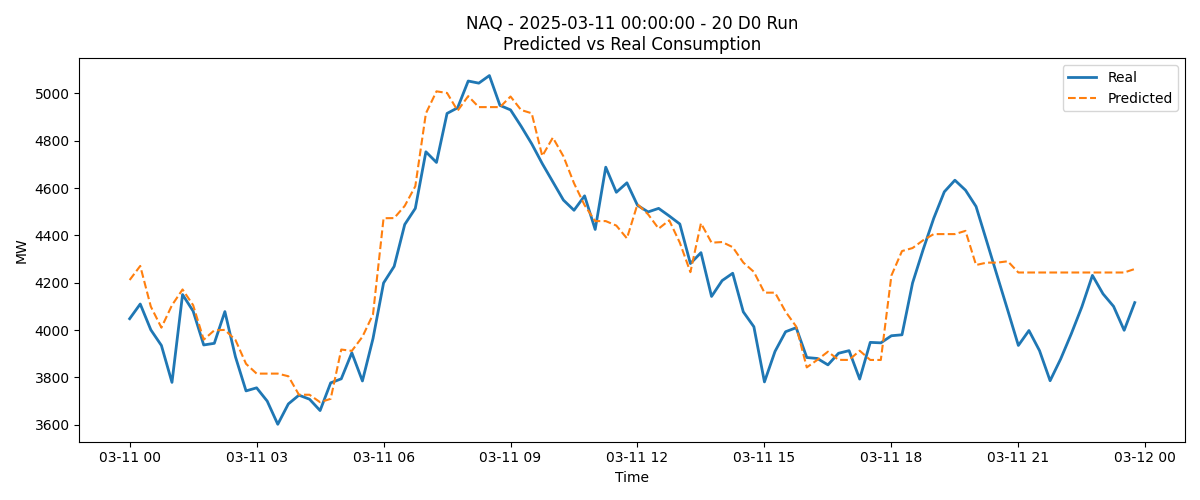 NAQ - 2025-03-11 00:00:00 - 20 D0 Run
Predicted vs Real Consumption
Real
Predicted
MW
5000
4800
4600
4400
4200
4000
3800
3600
03-11 00
03-11 03
03-11 06
03-11 09
03-11 12
03-11 15
03-11 18
03-11 21
03-12 00
Time